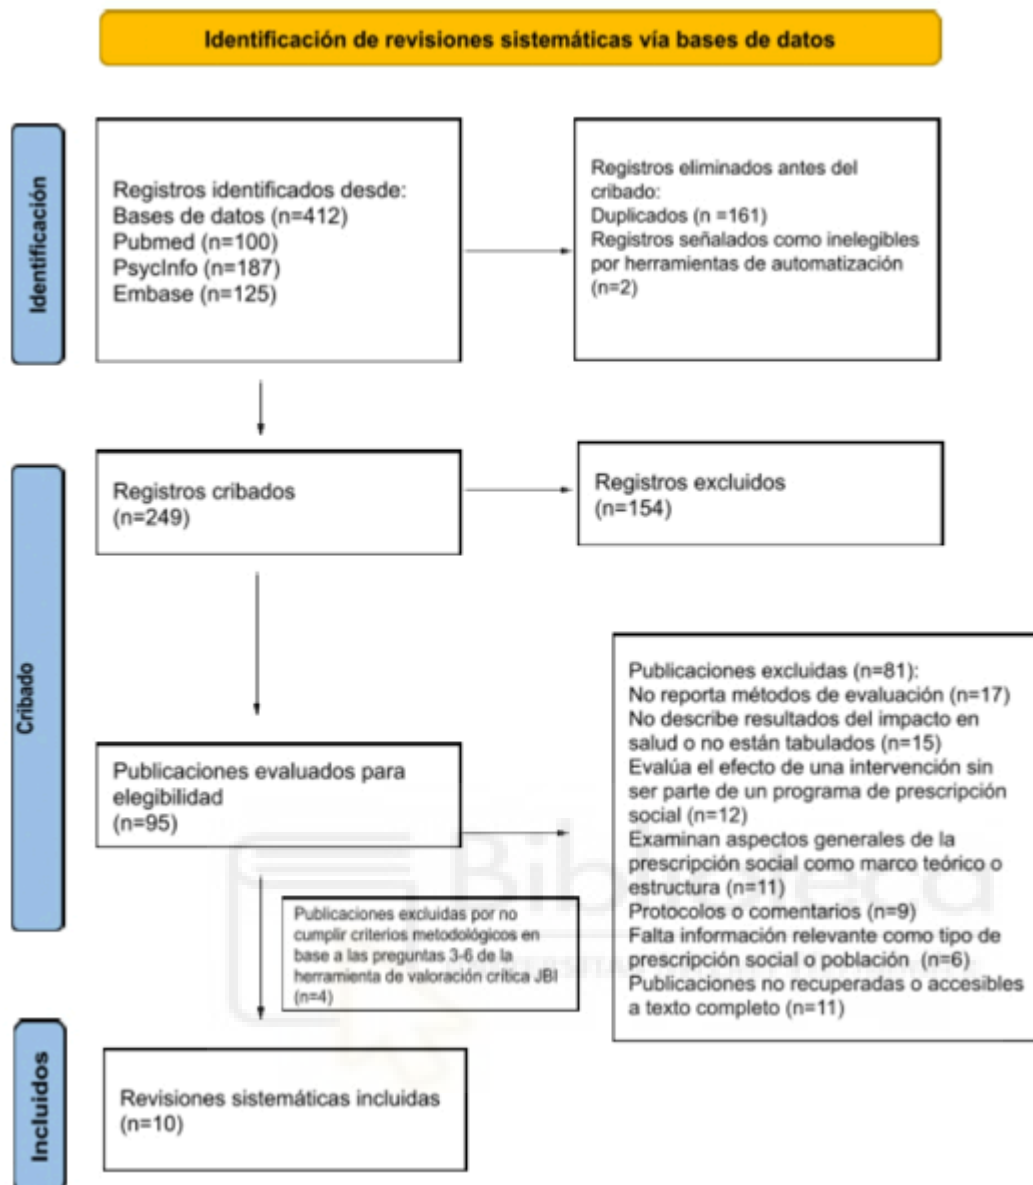 Identificación de revisiones sistemáticas vía bases de datos
Identificación
Registros identificados desde:
Bases de datos (n=412)
Pubmed (n=100)
PsycInfo (n=187)
Embase (n=125)
Registros eliminados antes del
cribado:
Duplicados (n =161)
Registros señalados como inelegibles
por herramientas de automatización
(n=2)
Cribado
Registros cribados
(n=249)
Registros excluidos
(n=154)
Publicaciones evaluados para
elegibilidad
(n=95)
Publicaciones excluidas (n=81):
No reporta métodos de evaluación (n=17)
No describe resultados del impacto en
salud o no están tabulados (n=15)
Evalúa el efecto de una intervención sin
ser parte de un programa de prescripción
social (n=12)
Examinan aspectos generales de la
prescripción social como marco teórico o
estructura (n=11)
Protocolos o comentarios (n=9)
Falta información relevante como tipo de
prescripción social o población (n=6)
Publicaciones no recuperadas o accesibles
a texto completo (n=11)
Publicaciones excluidas por no
cumplir criterios metodológicos en
base a las preguntas 3-6 de la
herramienta de valoración crítica JBI
(n=4)
Incluidos
Revisiones sistemáticas incluidas
(n=10)
Biblioteca